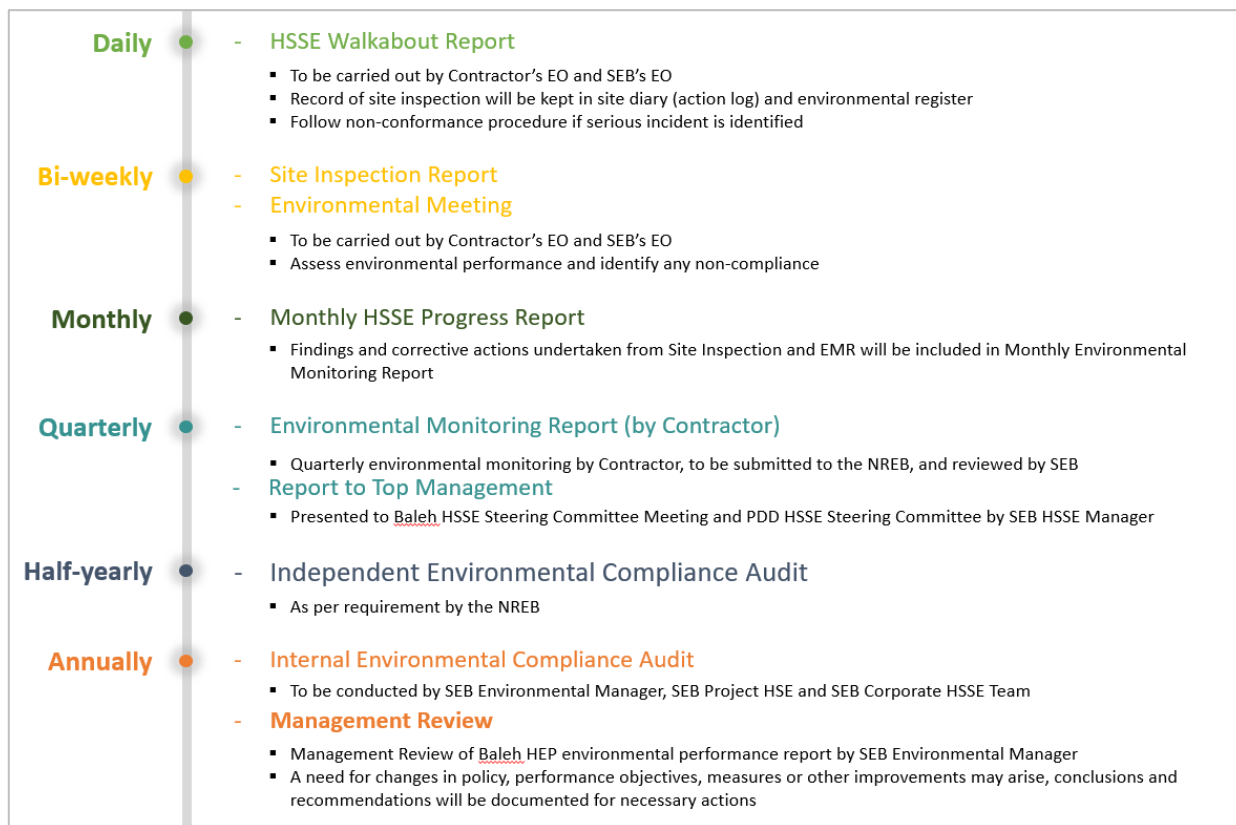 Daily
- HSSE Walkabout Report
▪ To be carried out by Contractor's EO and SEB's EO
▪ Record of site inspection will be kept in site diary (action log) and environmental register
▪ Follow non-conformance procedure if serious incident is identified
Bi-weekly
- Site Inspection Report
- Environmental Meeting
▪ To be carried out by Contractor's EO and SEB's EO
▪ Assess environmental performance and identify any non-compliance
Monthly
- Monthly HSSE Progress Report
▪ Findings and corrective actions undertaken from Site Inspection and EMR will be included in Monthly Environmental
Monitoring Report
Quarterly
- Environmental Monitoring Report (by Contractor)
▪ Quarterly environmental monitoring by Contractor, to be submitted to the NREB, and reviewed by SEB
- Report to Top Management
▪ Presented to Baleh HSSE Steering Committee Meeting and PDD HSSE Steering Committee by SEB HSSE Manager
Half-yearly
- Independent Environmental Compliance Audit
▪ As per requirement by the NREB
Annually
- Internal Environmental Compliance Audit
▪ To be conducted by SEB Environmental Manager, SEB Project HSE and SEB Corporate HSSE Team
- Management Review
▪ Management Review of Baleh HEP environmental performance report by SEB Environmental Manager
▪ A need for changes in policy, performance objectives, measures or other improvements may arise, conclusions and
recommendations will be documented for necessary actions